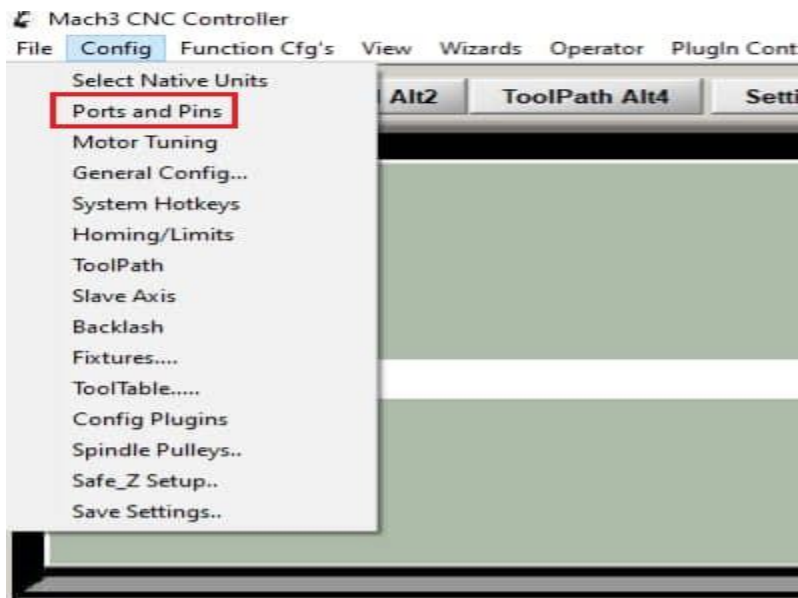 Mach3 CNC Controller
File Config Function Cfg's View Wizards Operator PlugIn Cont
Select Native Units
Alt2 ToolPath Alt4 Setti
Ports and Pins
Motor Tuning
General Config...
System Hotkeys
Homing/Limits
ToolPath
Slave Axis
Backlash
Fixtures....
ToolTable.....
Config Plugins
Spindle Pulleys..
Safe_Z Setup..
Save Settings..